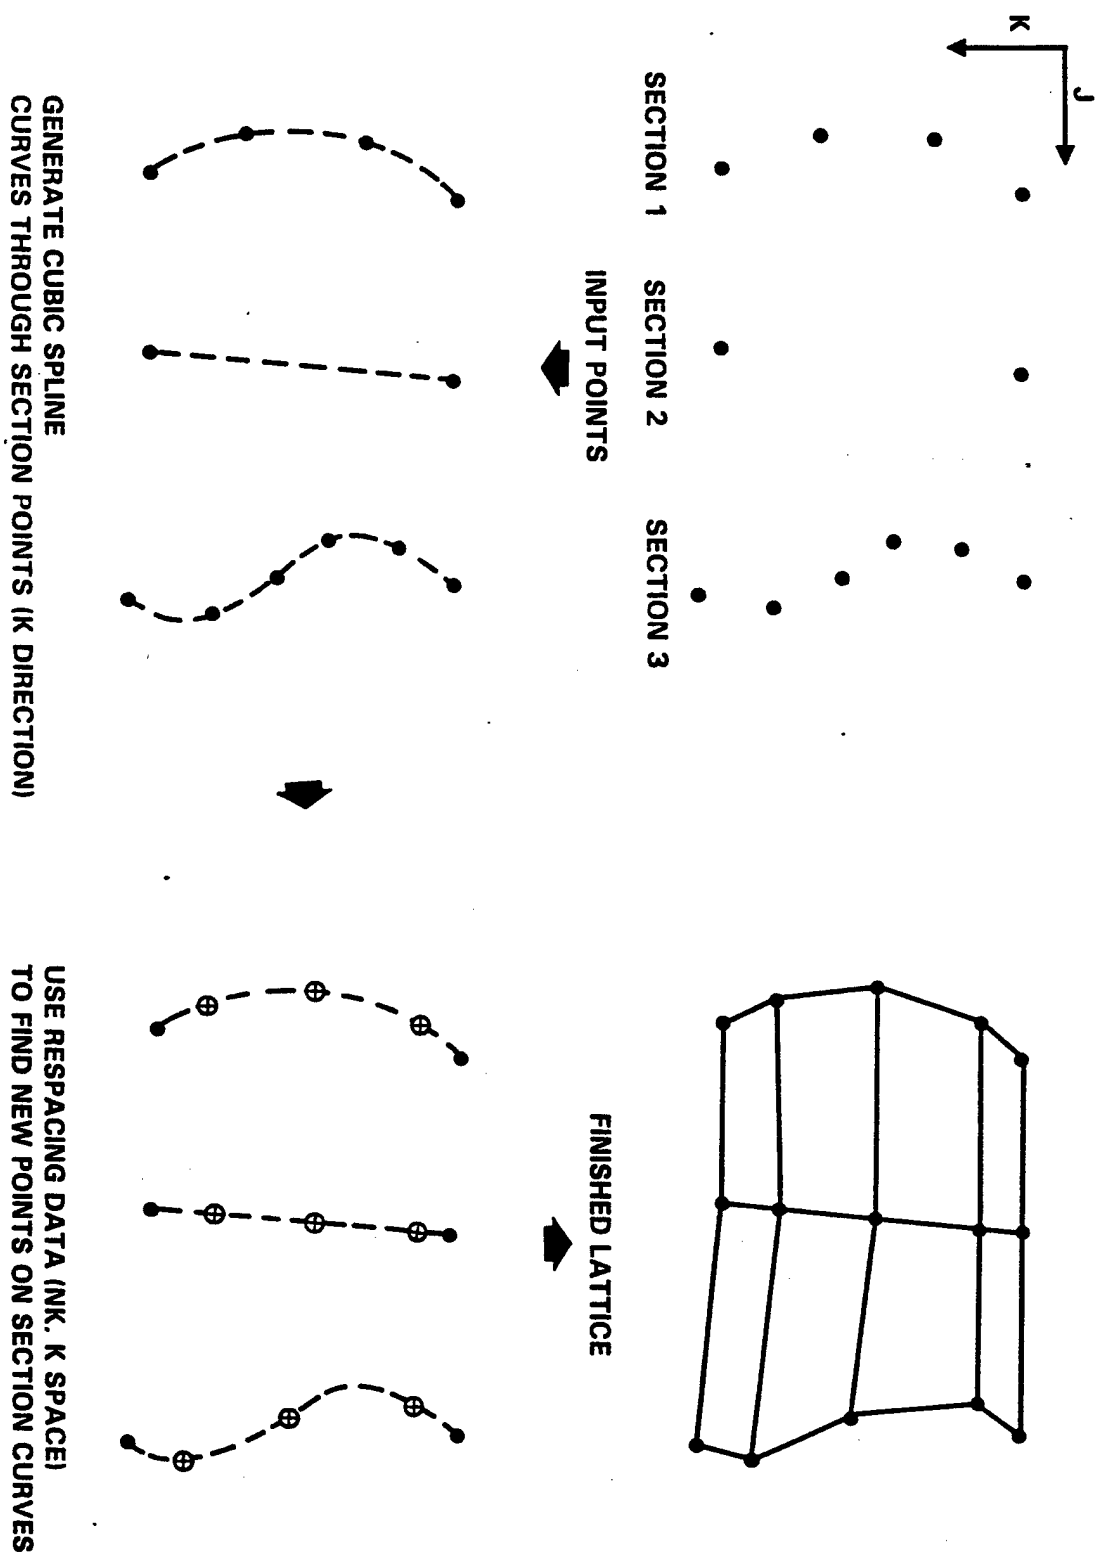 J
K
SECTION 1
SECTION 2
SECTION 3
INPUT POINTS
GENERATE CUBIC SPLINE
CURVES THROUGH SECTION POINTS (K DIRECTION)
USE RESPACING DATA (NK. K SPACE)
TO FIND NEW POINTS ON SECTION CURVES
FINISHED LATTICE